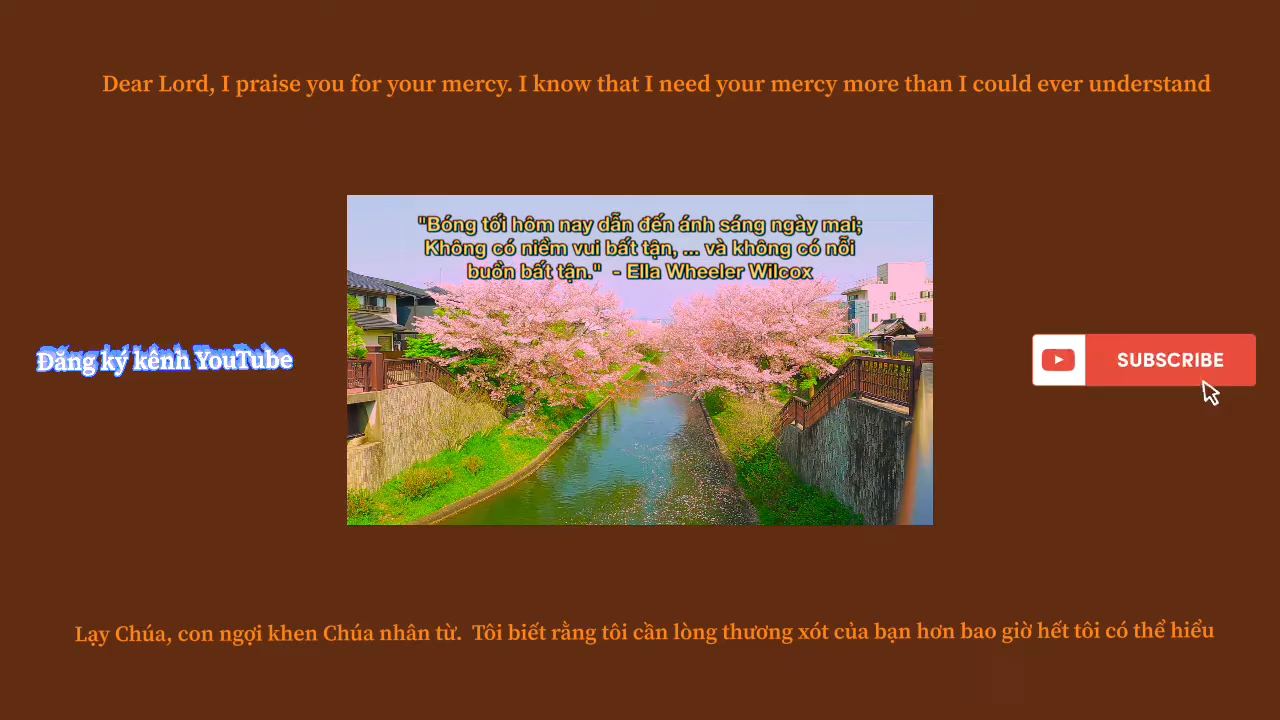 Dear Lord, I praise you for your mercy. I know that I need your mercy more than I could ever understand
"Bóng tối hôm nay dẫn đến ánh sáng ngày mai;
Không có niềm vui bất tận, ... và không có nỗi
buồn bất tận."  - Ella Wheeler Wilcox
Đăng ký kênh YouTube
SUBSCRIBE
Lạy Chúa, con ngợi khen Chúa nhân từ.  Tôi biết rằng tôi cần lòng thương xót của bạn hơn bao giờ hết tôi có thể hiểu